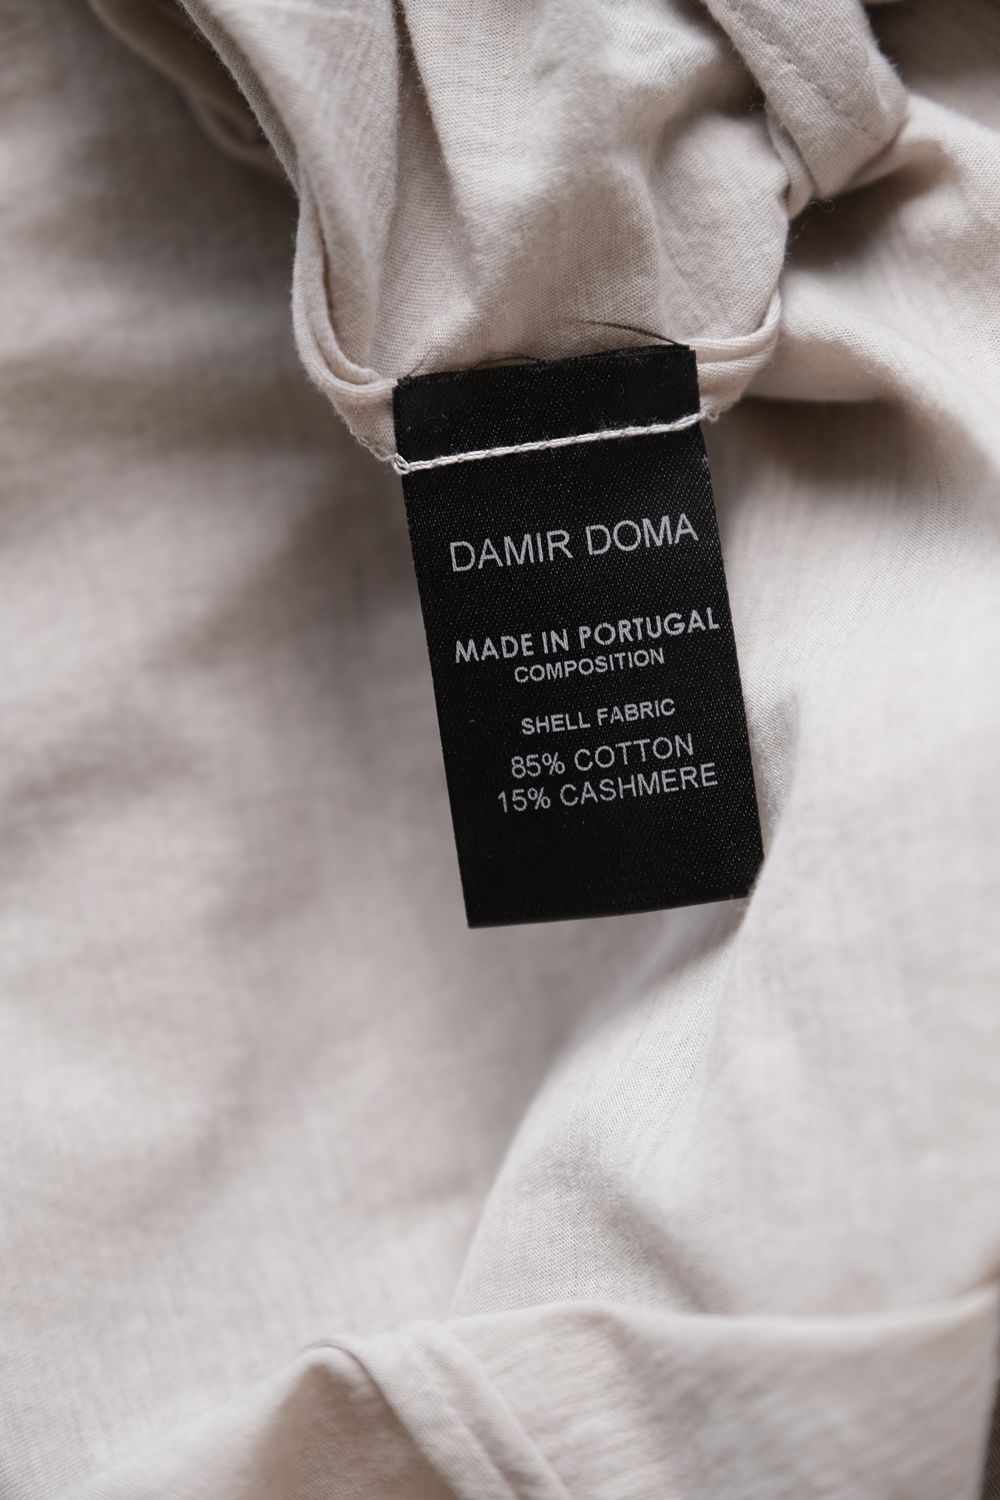 DAMIR DOMA
MADE IN PORTUGAL
COMPOSITION
SHELL FABRIC
85% COTTON
15% CASHMERE